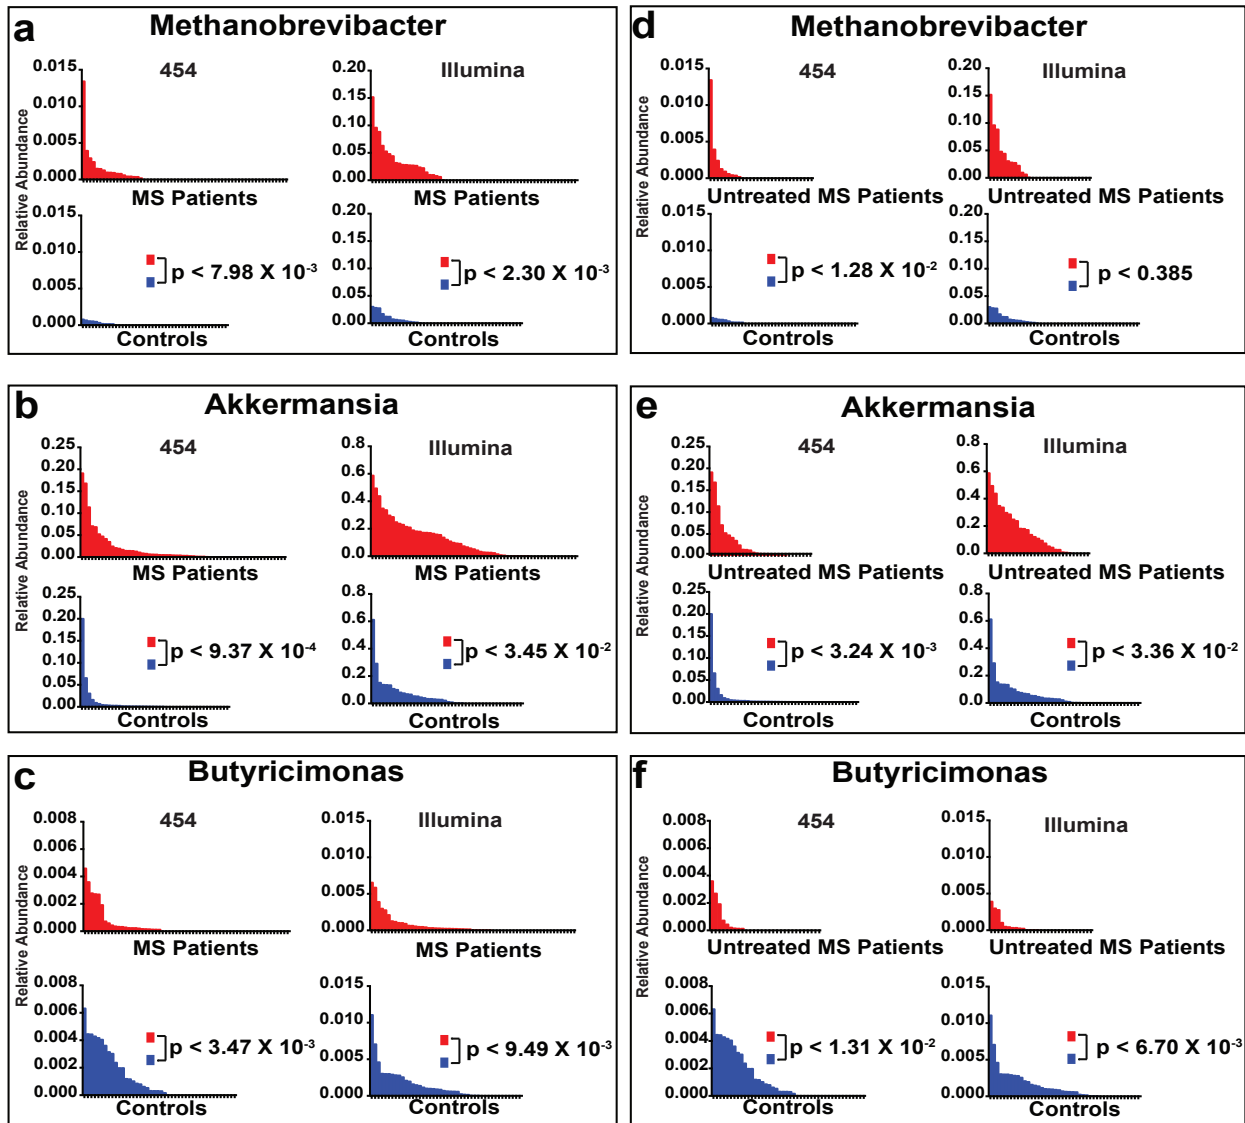 a
Methanobrevibacter
454
Illumina
Relative Abundance
0.015
0.010
0.005
0.000
MS Patients
0.20
0.15
0.10
0.05
0.00
MS Patients
0.015
0.010
0.005
0.000
p < 7.98 X 10-3
Controls
0.20
0.15
0.10
0.05
0.00
p < 2.30 X 10-3
Controls
d
Methanobrevibacter
454
Illumina
0.015
0.010
0.005
0.000
Untreated MS Patients
0.20
0.15
0.10
0.05
0.00
Untreated MS Patients
0.015
0.010
0.005
0.000
p < 1.28 X 10-2
Controls
0.20
0.15
0.10
0.05
0.00
p < 0.385
Controls
b
Akkermansia
454
Illumina
Relative Abundance
0.25
0.20
0.15
0.10
0.05
0.00
MS Patients
0.8
0.6
0.4
0.2
0.0
MS Patients
0.25
0.20
0.15
0.10
0.05
0.00
p < 9.37 X 10-4
Controls
0.8
0.6
0.4
0.2
0.0
p < 3.45 X 10-2
Controls
e
Akkermansia
454
Illumina
Relative Abundance
0.25
0.20
0.15
0.10
0.05
0.00
Untreated MS Patients
0.8
0.6
0.4
0.2
0.0
Untreated MS Patients
0.25
0.20
0.15
0.10
0.05
0.00
p < 3.24 X 10-3
Controls
0.8
0.6
0.4
0.2
0.0
p < 3.36 X 10-2
Controls
c
Butyricimonas
454
Illumina
Relative Abundance
0.008
0.006
0.004
0.002
0.000
MS Patients
0.015
0.010
0.005
0.000
MS Patients
0.008
0.006
0.004
0.002
0.000
p < 3.47 X 10-3
Controls
0.015
0.010
0.005
0.000
p < 9.49 X 10-3
Controls
f
Butyricimonas
454
Illumina
Relative Abundance
0.008
0.006
0.004
0.002
0.000
Untreated MS Patients
0.015
0.010
0.005
0.000
Untreated MS Patients
0.008
0.006
0.004
0.002
0.000
p < 1.31 X 10-2
Controls
0.015
0.010
0.005
0.000
p < 6.70 X 10-3
Controls